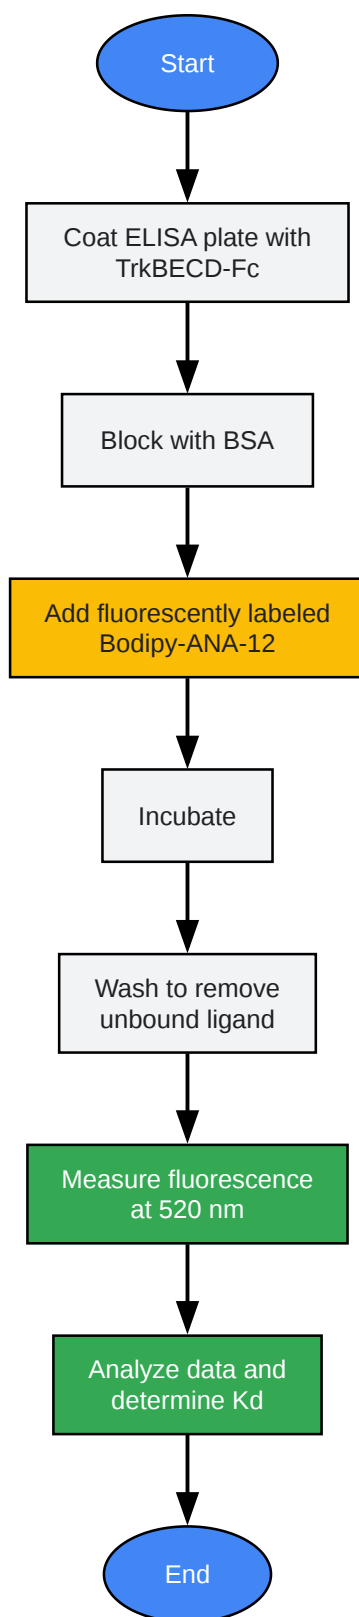 Start
Coat ELISA plate with
TrkBECD-Fc
Block with BSA
Add fluorescently labeled
Bodipy-ANA-12
Incubate
Wash to remove
unbound ligand
Measure fluorescence
at 520 nm
Analyze data and
determine Kd
End